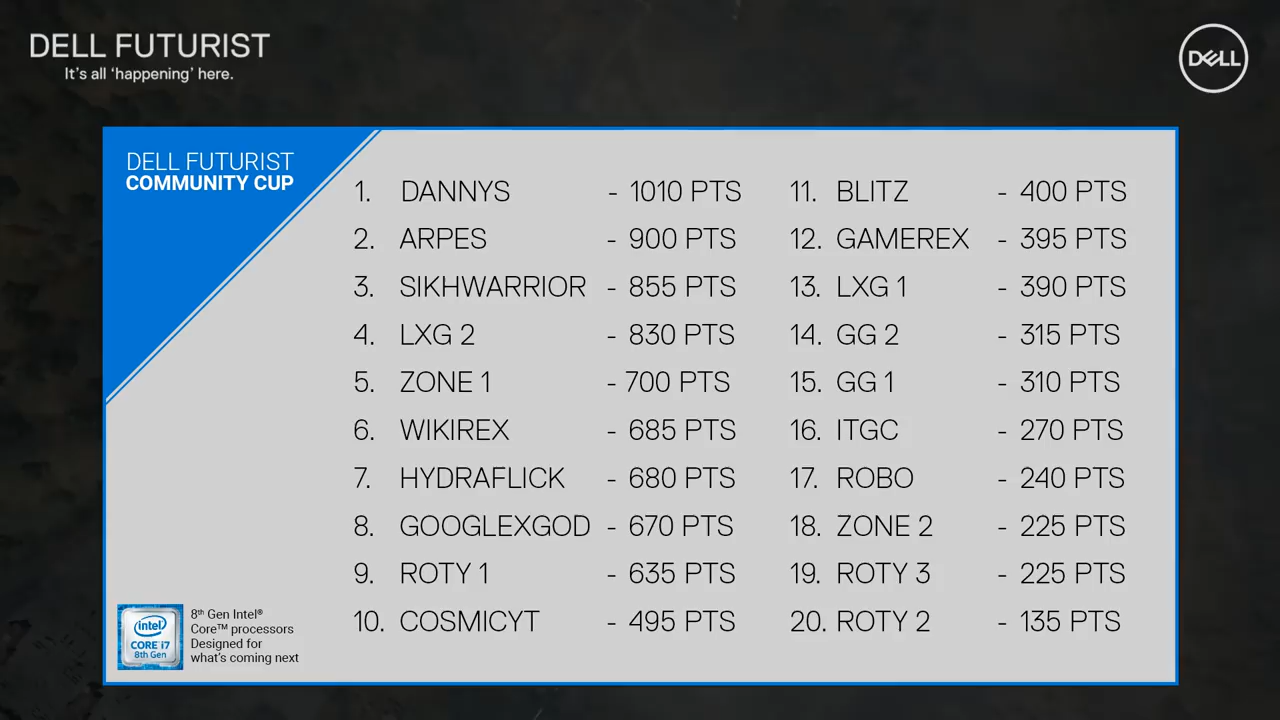 DELL FUTURIST
It's all 'happening' here.
DELL
DELL FUTURIST
COMMUNITY CUP
1. DANNYS - 1010 PTS
2. ARPES - 900 PTS
3. SIKHWARRIOR - 855 PTS
4. LXG 2 - 830 PTS
5. ZONE 1 - 700 PTS
6. WIKIREX - 685 PTS
7. HYDRAFLICK - 680 PTS
8. GOOGLEXGOD - 670 PTS
9. ROTY 1 - 635 PTS
10. COSMICYT - 495 PTS
11. BLITZ - 400 PTS
12. GAMEREX - 395 PTS
13. LXG 1 - 390 PTS
14. GG 2 - 315 PTS
15. GG 1 - 310 PTS
16. ITGC - 270 PTS
17. ROBO - 240 PTS
18. ZONE 2 - 225 PTS
19. ROTY 3 - 225 PTS
20. ROTY 2 - 135 PTS
intel
CORE i7
8th Gen
8th Gen Intel®
Core™ processors
Designed for
what's coming next